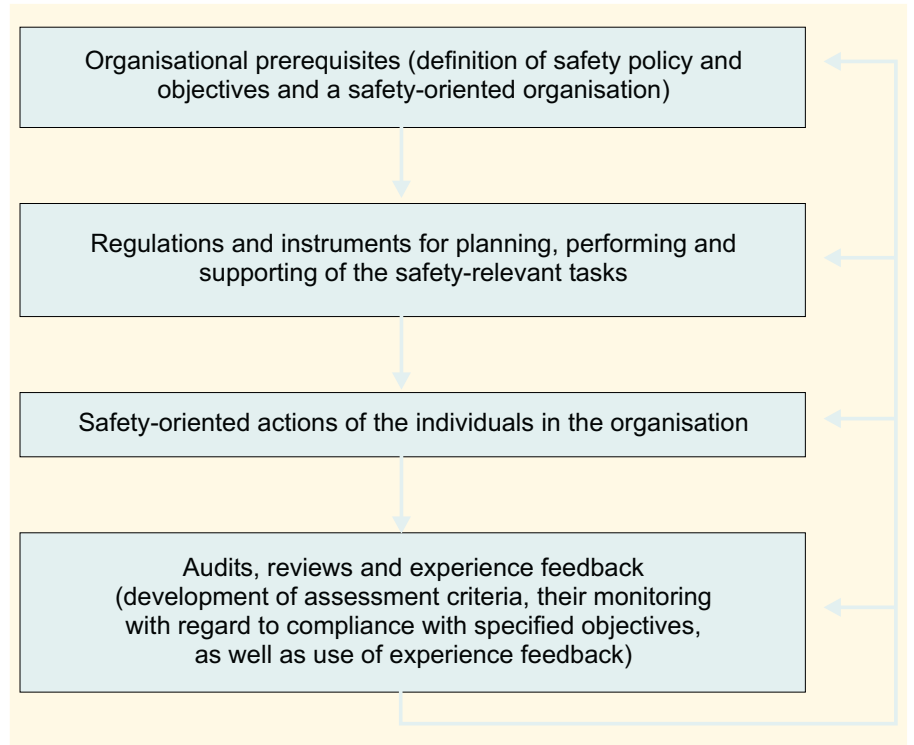 Organisational prerequisites (definition of safety policy and
objectives and a safety-oriented organisation)
Regulations and instruments for planning, performing and
supporting of the safety-relevant tasks
Safety-oriented actions of the individuals in the organisation
Audits, reviews and experience feedback
(development of assessment criteria, their monitoring
with regard to compliance with specified objectives,
as well as use of experience feedback)